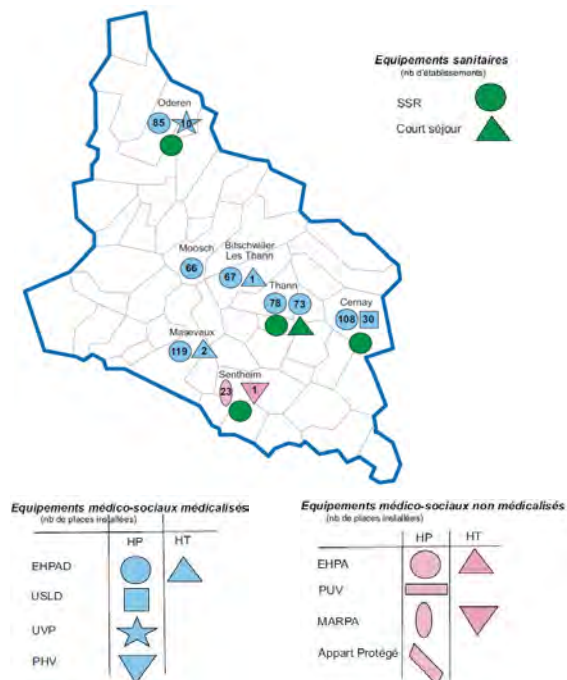 Equipements sanitaires
(nb d'établissements)
SSR
Court séjour
Oderen
85 10
Moosch
66
Bitschwiller
Les Thann
67 1
Thann
78 73
Cernay
108 30
Masevaux
119 2
Sentheim
23 1
Equipements médico-sociaux médicalisés
(nb de places installées)
HP HT
EHPAD
USLD
UVP
PHV
Equipements médico-sociaux non médicalisés
(nb de places installées)
HP HT
EHPA
PUV
MARPA
Appart Protégé